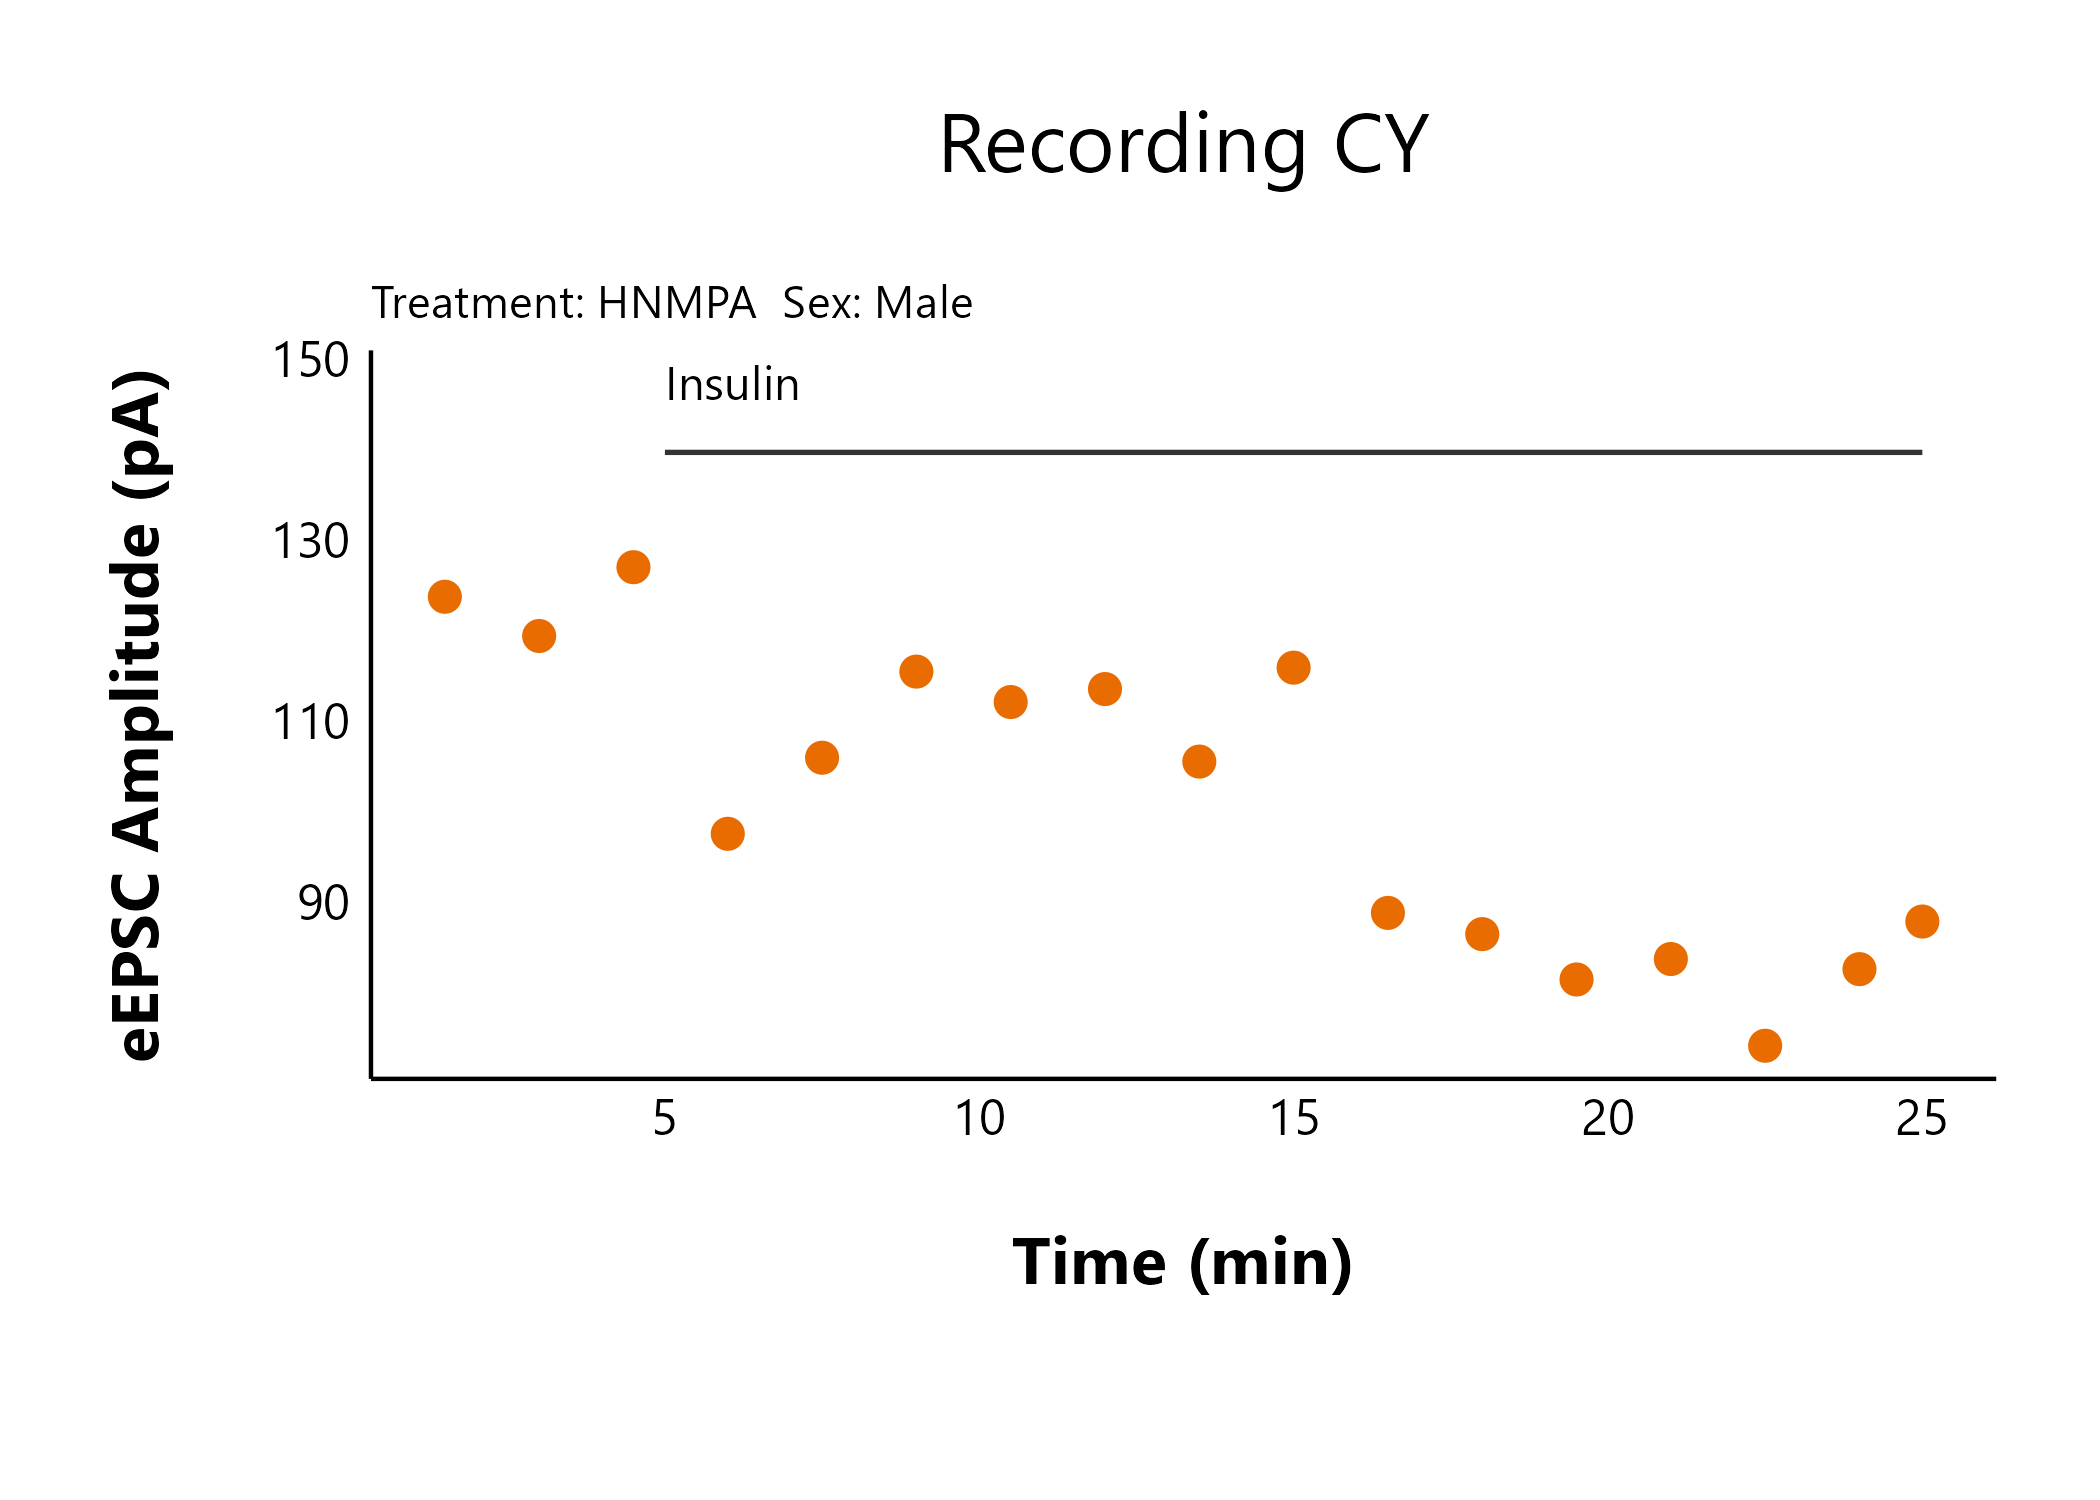 Recording CY
Treatment: HNMPA  Sex: Male
Insulin
eEPSC Amplitude (pA)
150
130
110
90
5
10
15
20
25
Time (min)